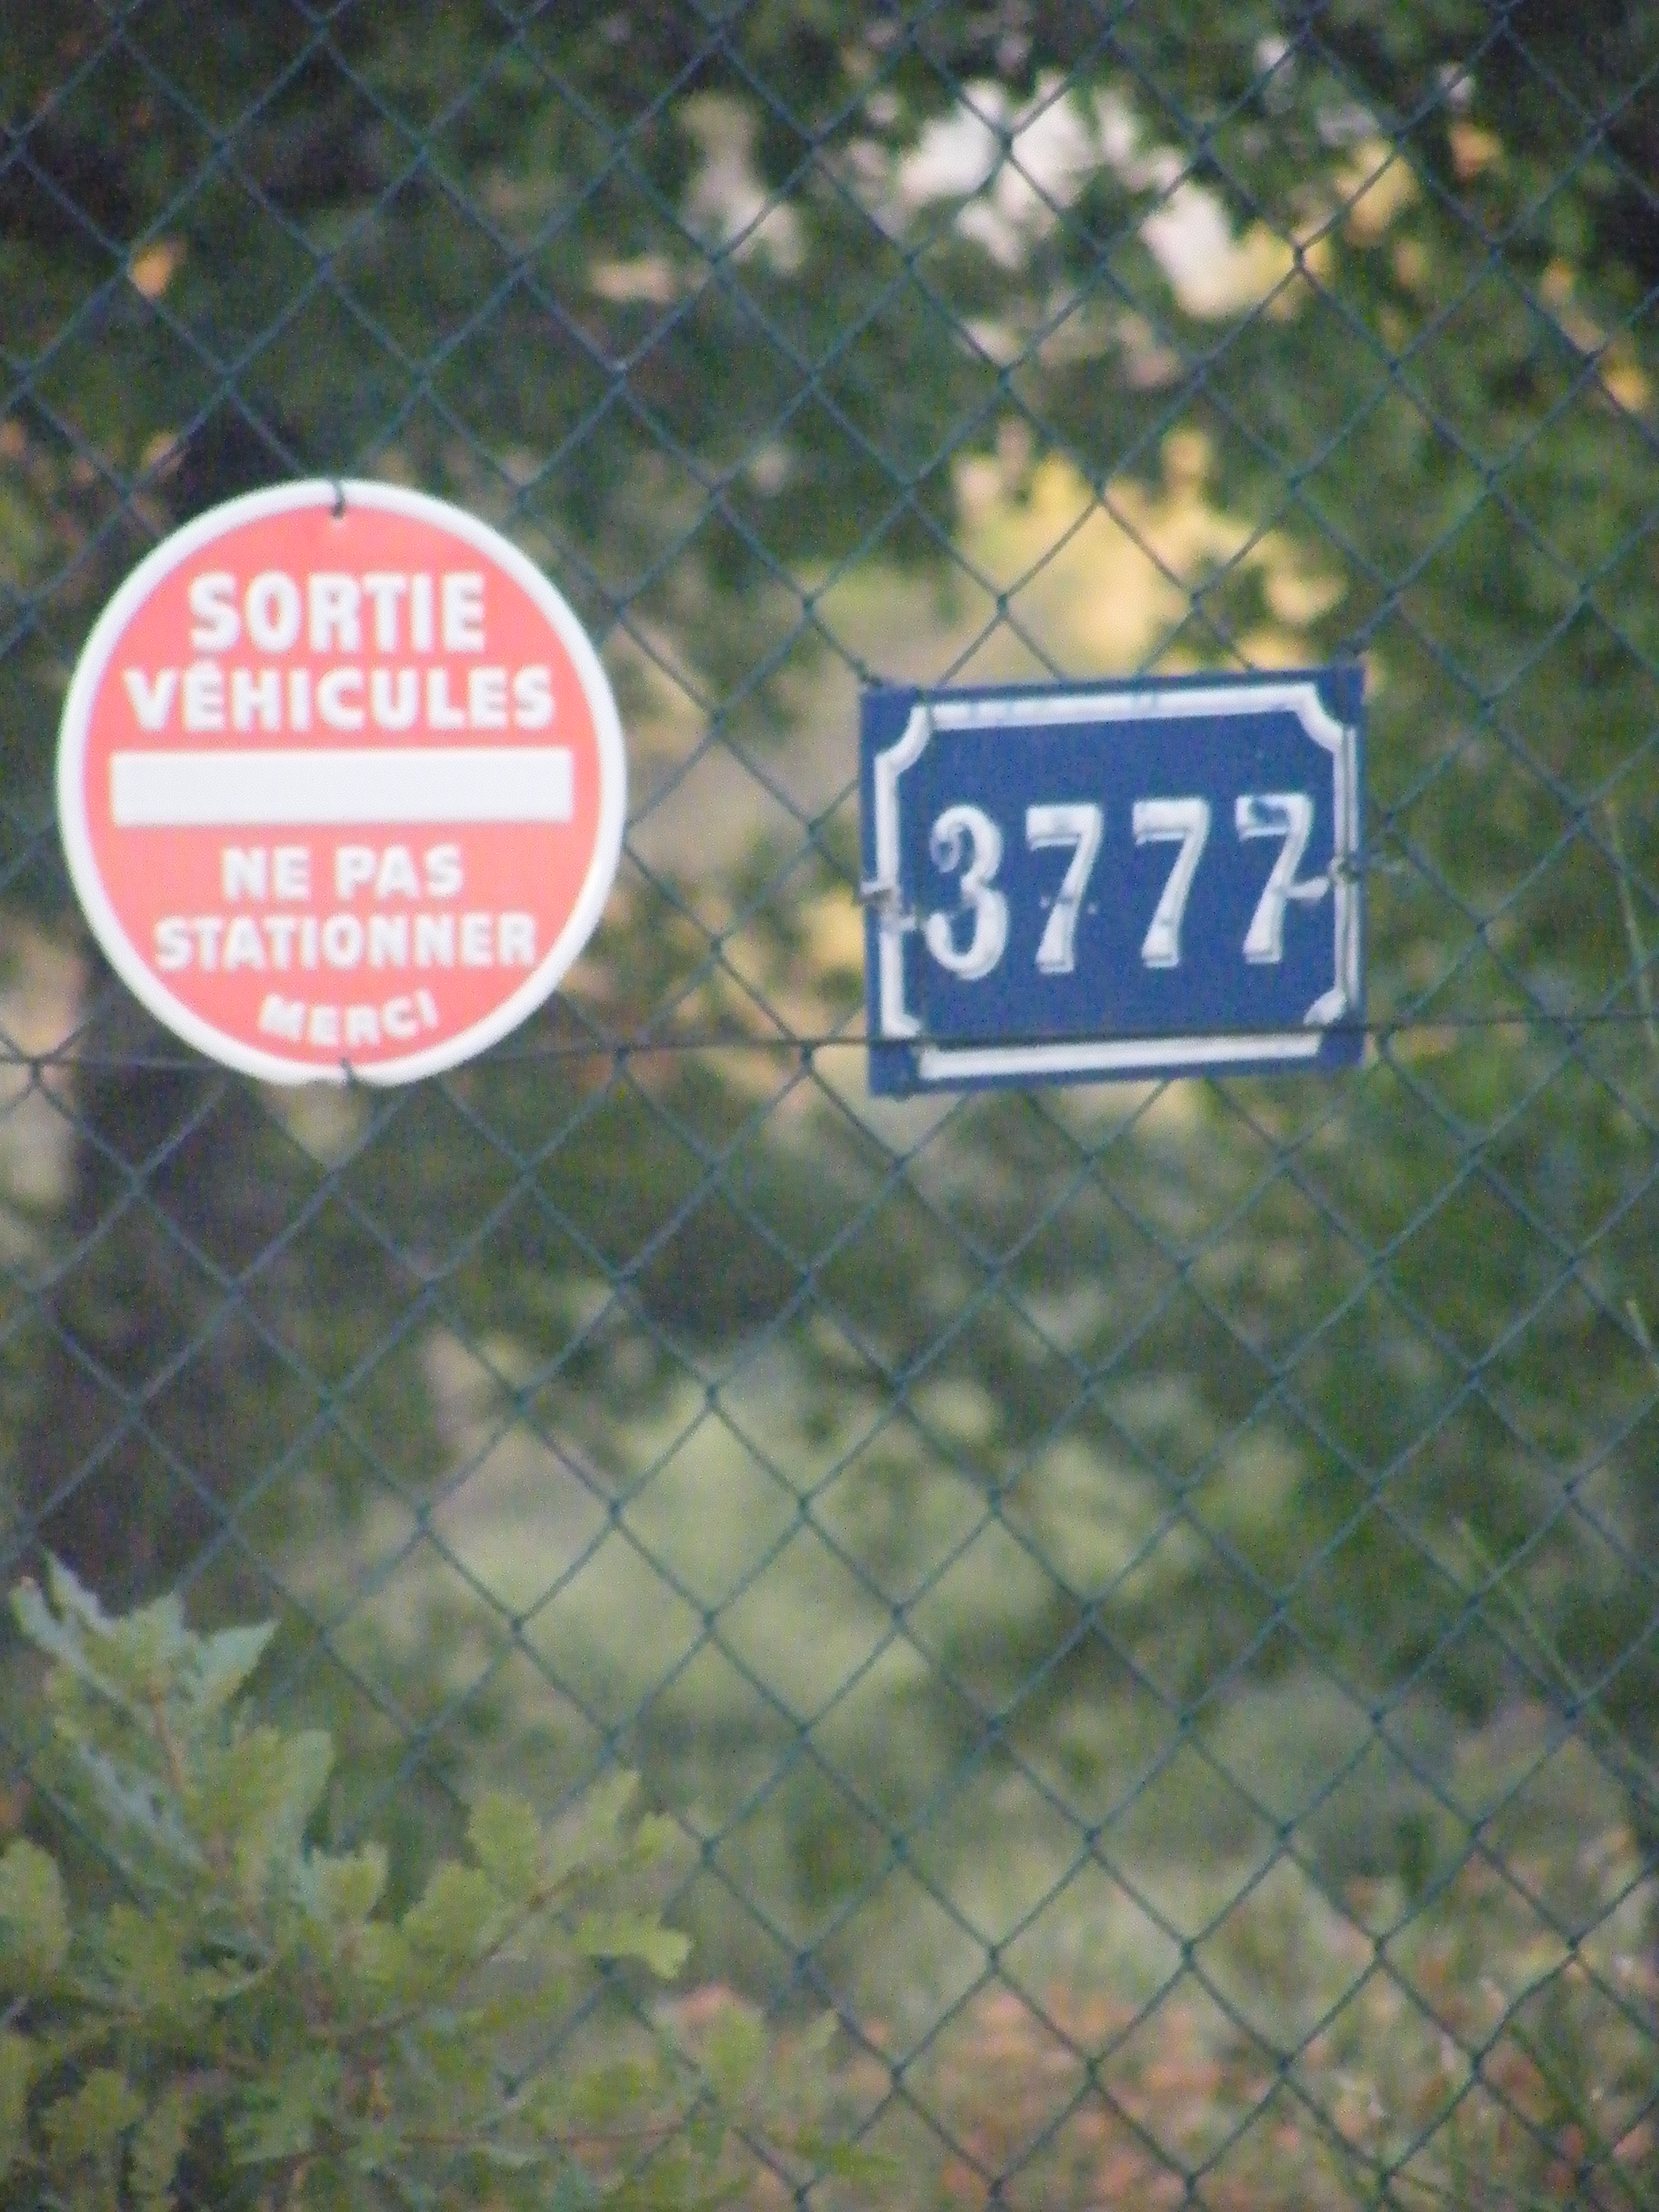 SORTIE
VÉHICULES
NE PAS
STATIONNER
MERCI
3777